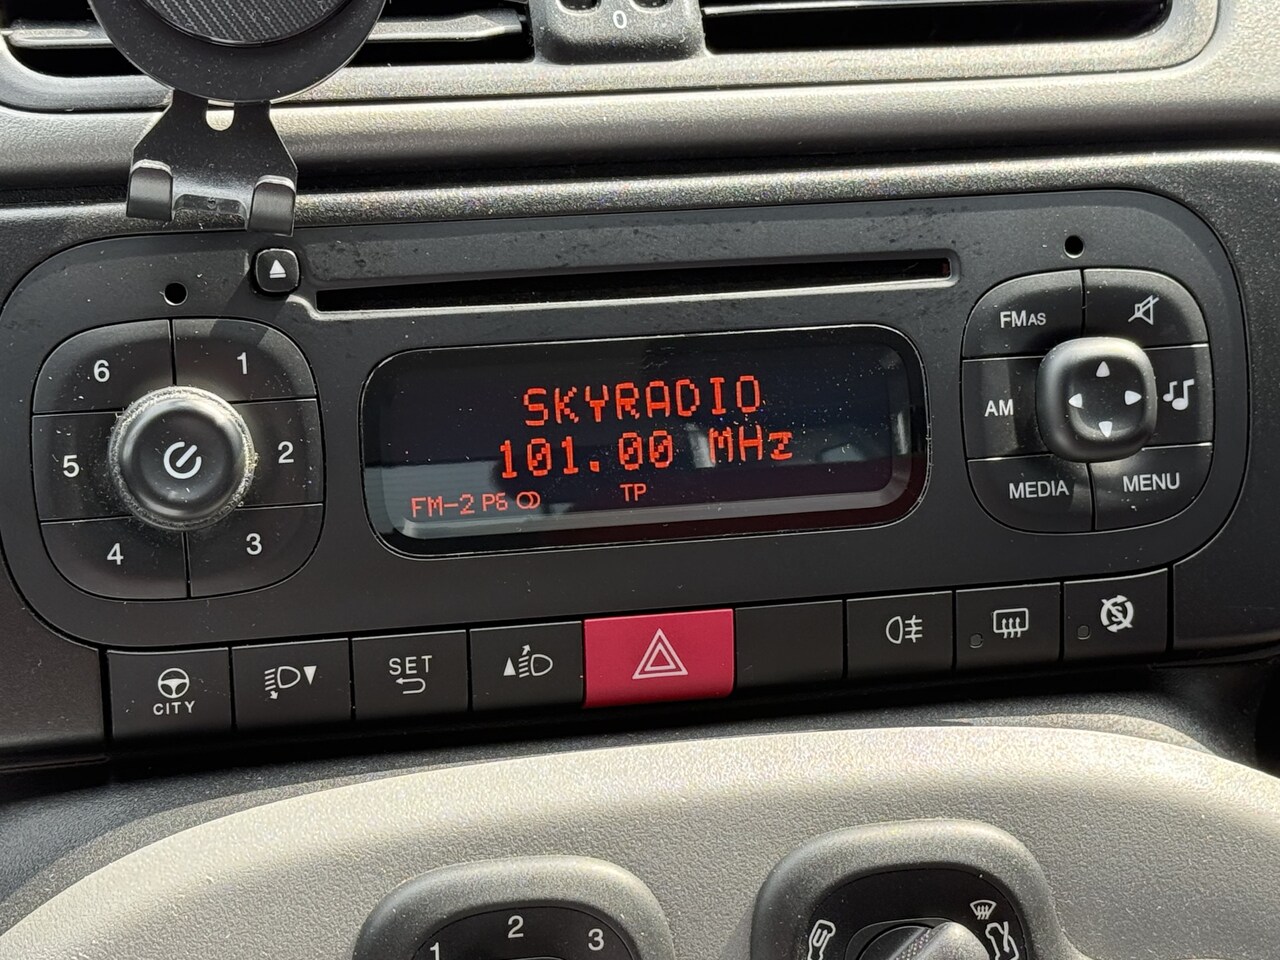 0
6
1
5
2
4
3
SKYRADIO
101.00 MHz
FM-2 P6 TP
FMAS
AM
MEDIA
MENU
CITY
SET
1
2
3